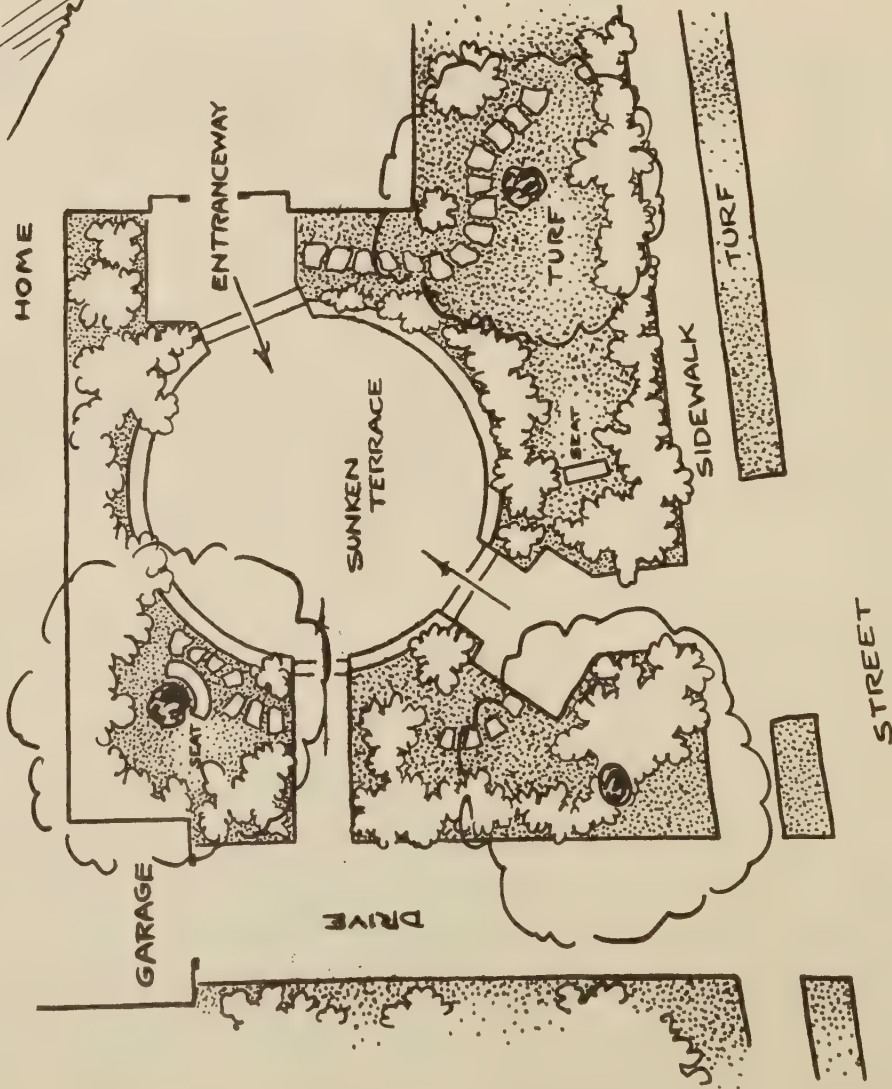 HOME
ENTRANCEWAY
TURF
TURF
SUNKEN
TERRACE
SEAT
SIDEWALK
SEAT
STREET
GARAGE
DRIVE